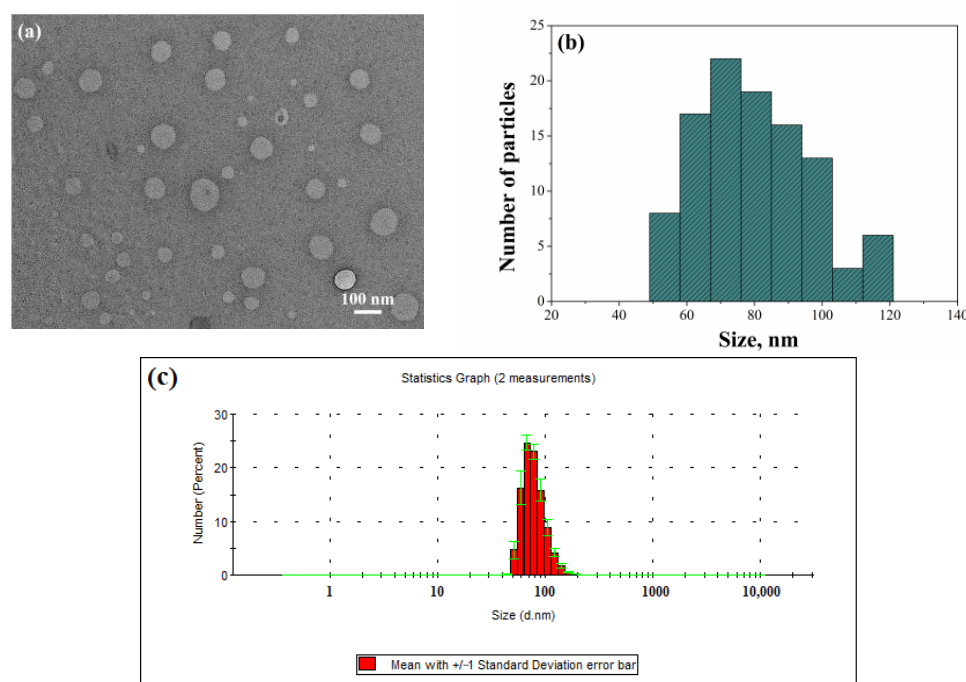 (a)
100 nm
(b)
Number of particles
25
20
15
10
5
0
20 40 60 80 100 120 140
Size, nm
(c)
Statistics Graph (2 measurements)
Number (Percent)
30
20
10
0
1 10 100 1000 10,000
Size (d.nm)
Mean with +/-1 Standard Deviation error bar